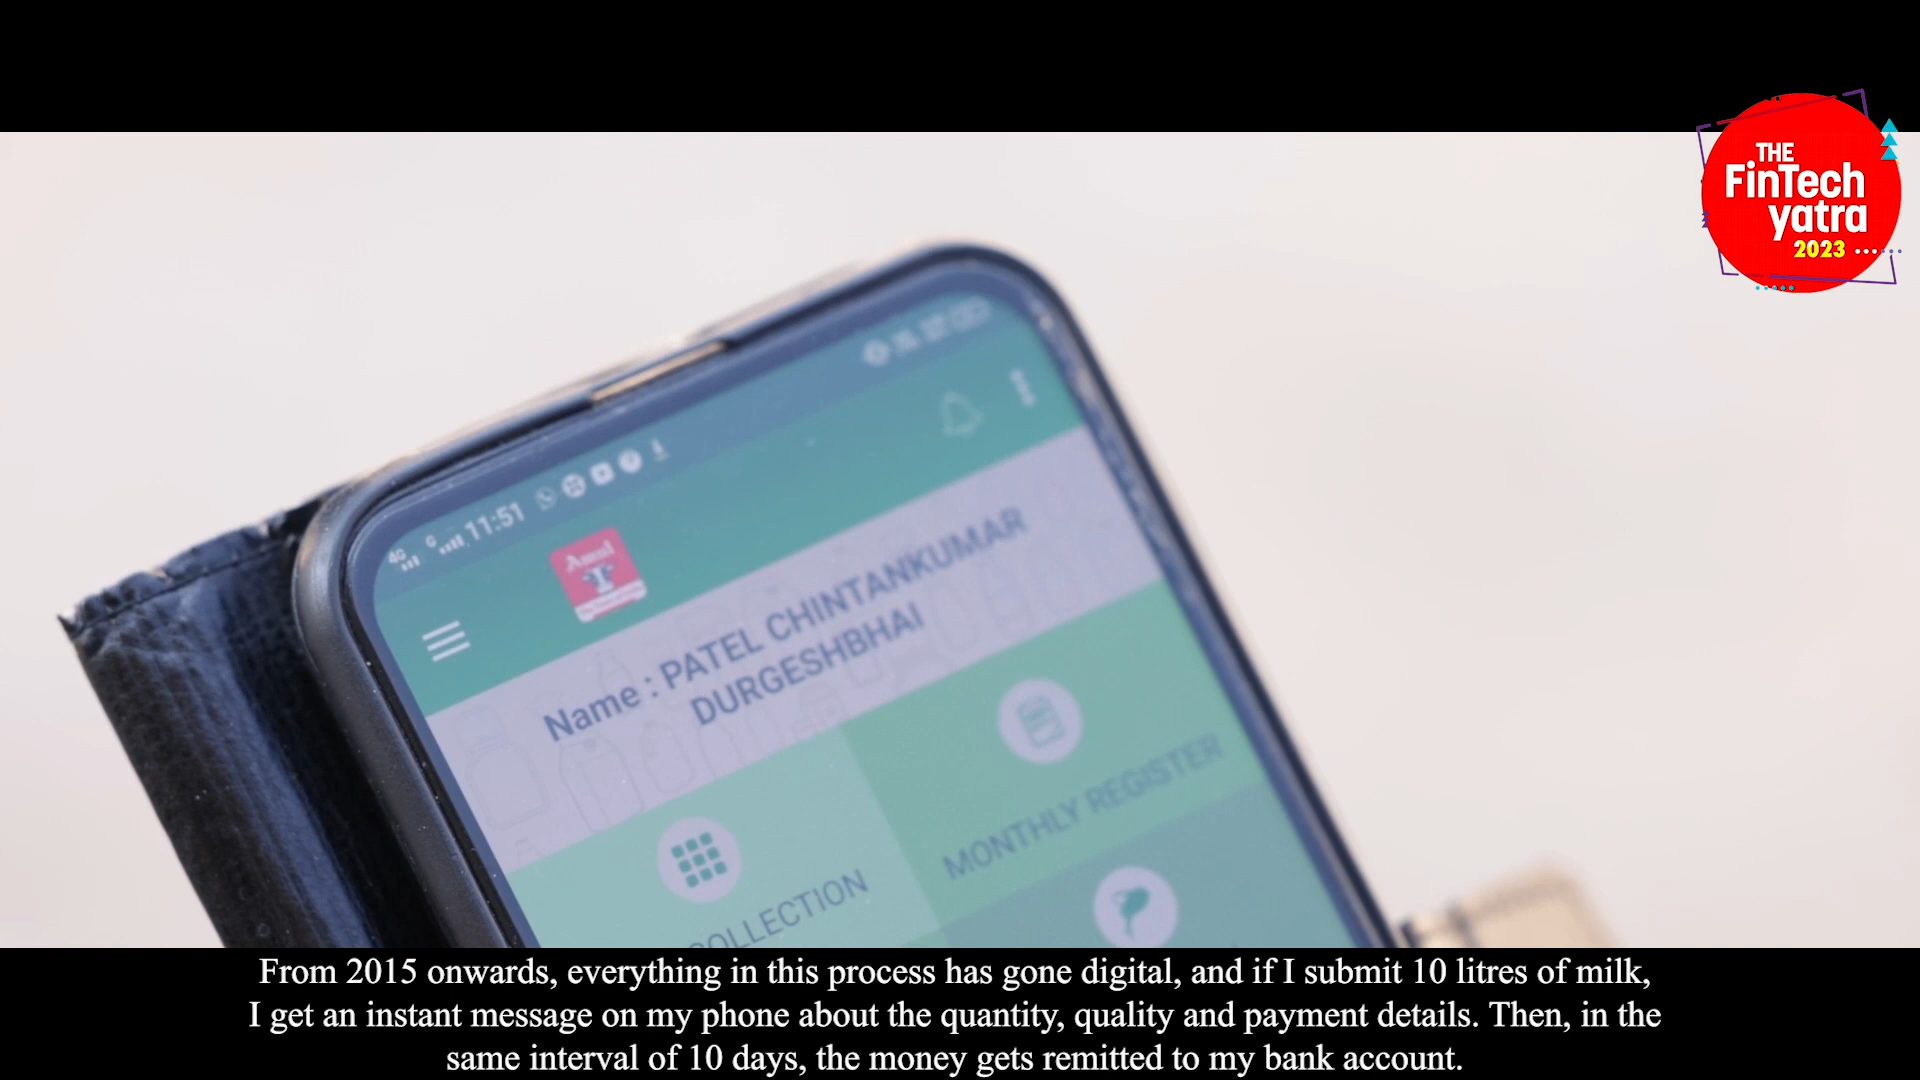 THE
FinTech
yatra
2023
4G
G
11:51
Amul
Name : PATEL CHINTANKUMAR
DURGESHBHAI
MONTHLY REGISTER
COLLECTION
From 2015 onwards, everything in this process has gone digital, and if I submit 10 litres of milk,
I get an instant message on my phone about the quantity, quality and payment details. Then, in the
same interval of 10 days, the money gets remitted to my bank account.